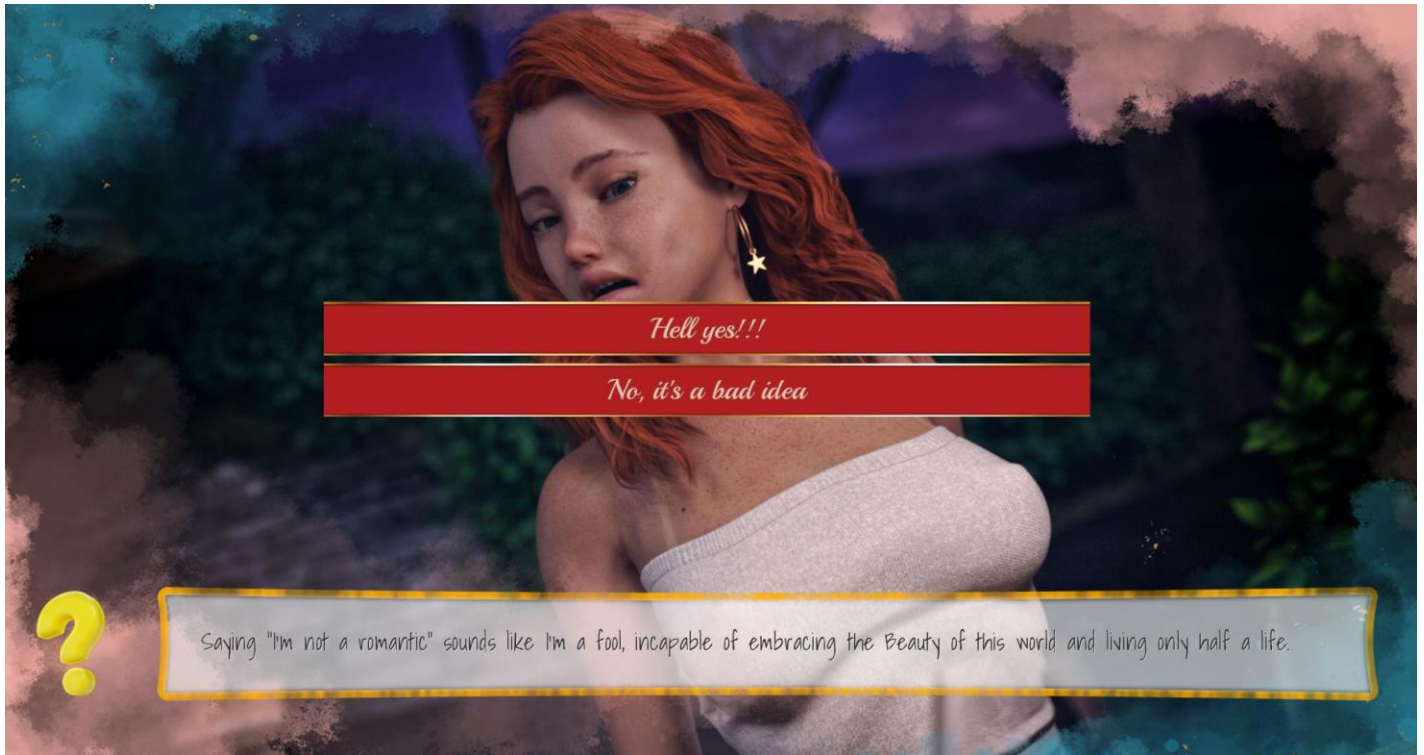 Hell yes!!!
No, it's a bad idea
?
Saying "I'm not a romantic" sounds like I'm a fool, incapable of embracing the Beauty of this world and living only half a life.